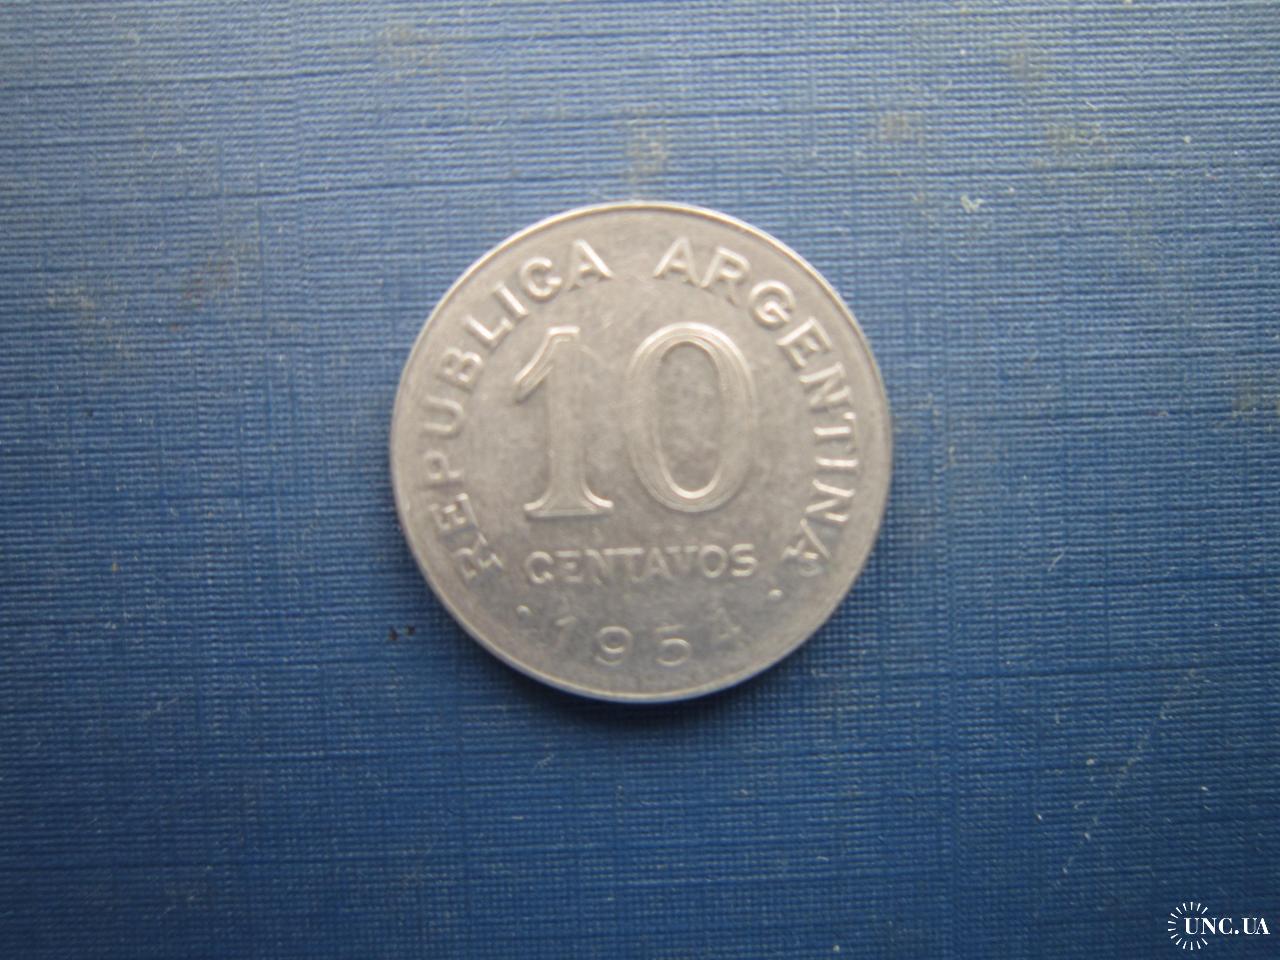 REPUBLICA ARGENTINA
10
CENTAVOS
· 1954 ·
UNC.UA